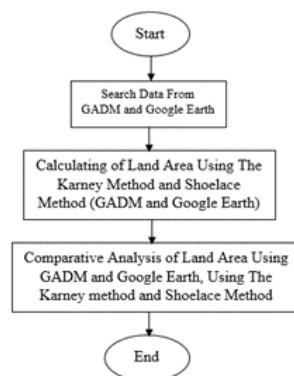 Start
Search Data From
GADM and Google Earth
Calculating of Land Area Using The
Karney Method and Shoelace
Method (GADM and Google Earth)
Comparative Analysis of Land Area Using
GADM and Google Earth, Using The
Karney method and Shoelace Method
End